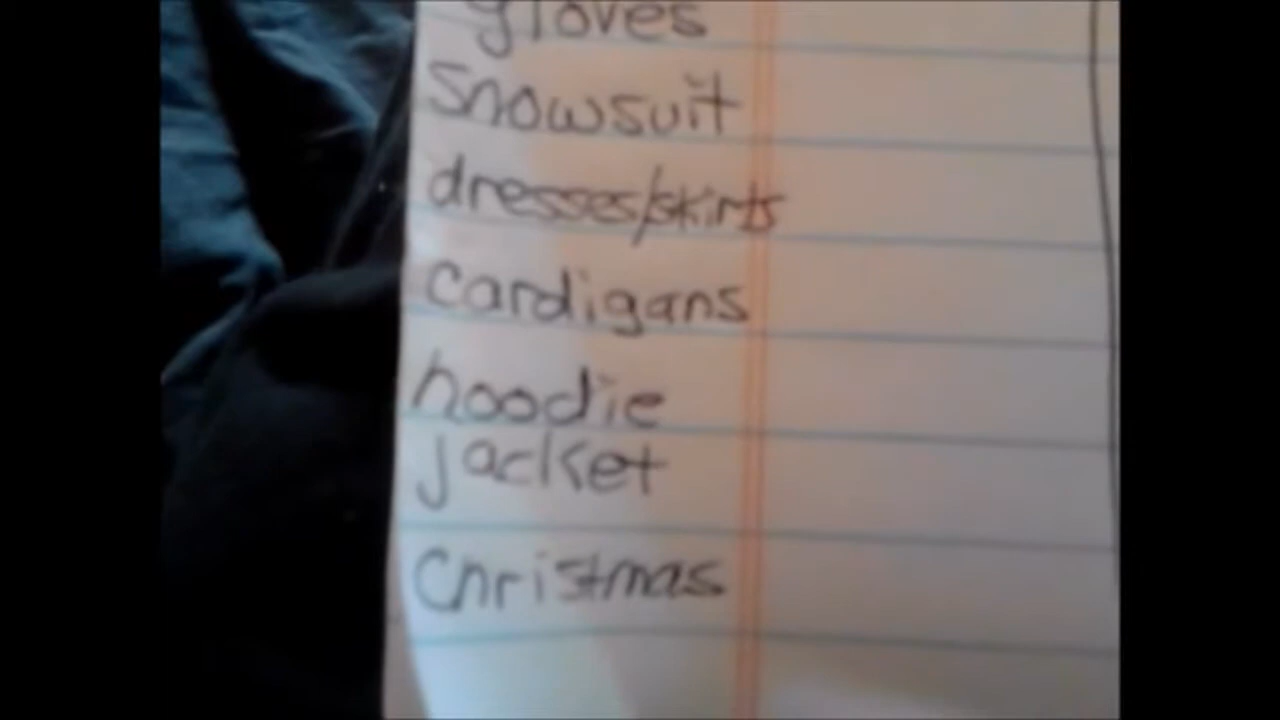 gloves
snowsuit
dresses/skirts
cardigans
hoodie
jacket
Christmas